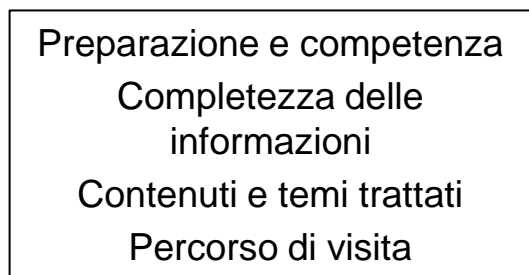 Preparazione e competenza
Completezza delle
informazioni
Contenuti e temi trattati
Percorso di visita